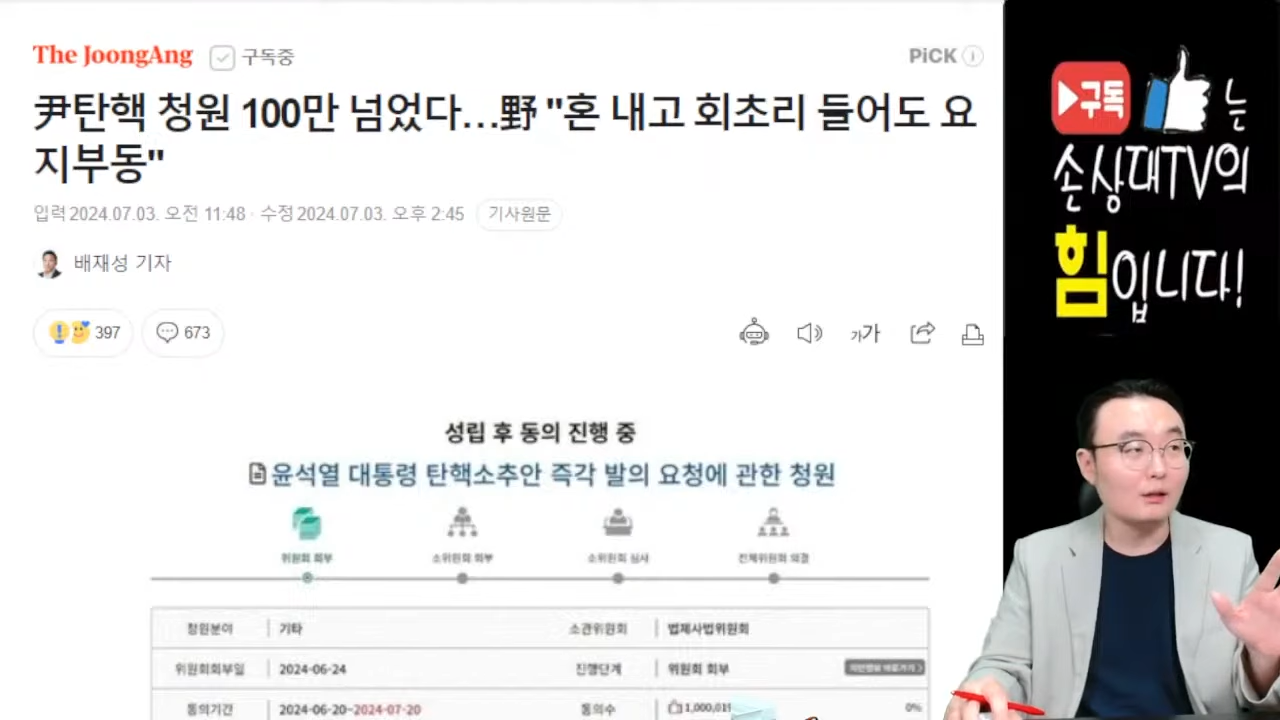 The JoongAng 구독중
PiCK
尹탄핵 청원 100만 넘었다…野 "혼 내고 회초리 들어도 요
지부동"
입력 2024.07.03. 오전 11:48 · 수정 2024.07.03. 오후 2:45 기사원문
배재성 기자
397 673
가가
성립 후 동의 진행 중
윤석열 대통령 탄핵소추안 즉각 발의 요청에 관한 청원
위원회 회부 소위원회 회부 소위원회 심사 전체위원회 의결
청원분야 기타 소관위원회 법제사법위원회
위원회회부일 2024-06-24 진행단계 위원회 회부
동의기간 2024-06-20~2024-07-20 동의수 0%
구독 는
손상대TV의
힘입니다!